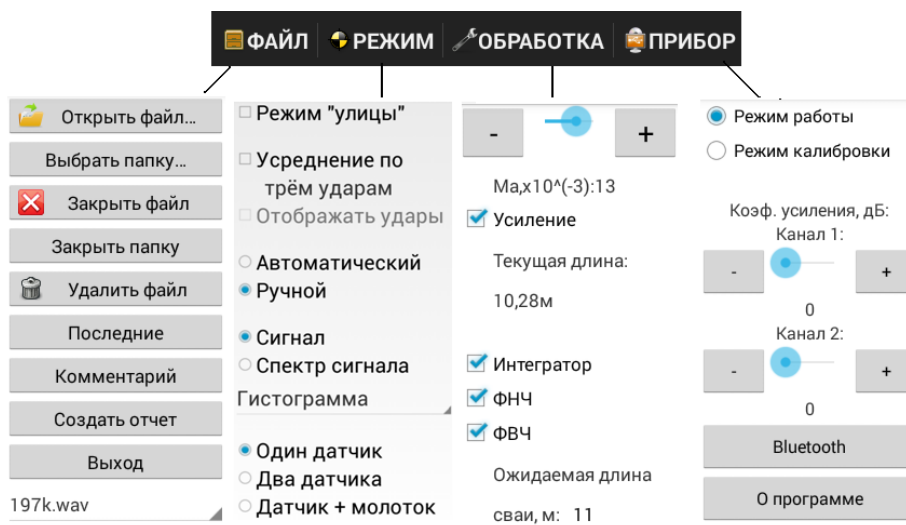 ФАЙЛ РЕЖИМ ОБРАБОТКА ПРИБОР
Открыть файл...
Выбрать папку...
Закрыть файл
Закрыть папку
Удалить файл
Последние
Комментарий
Создать отчет
Выход
197k.wav
Режим "улицы"
Усреднение по
трём ударам
Отображать удары
Автоматический
Ручной
Сигнал
Спектр сигнала
Гистограмма
Один датчик
Два датчика
Датчик + молоток
- +
Ma,x10^(-3):13
Усиление
Текущая длина:
10,28м
Интегратор
ФНЧ
ФВЧ
Ожидаемая длина
сваи, м: 11
Режим работы
Режим калибровки
Коэф. усиления, дБ:
Канал 1:
- +
0
Канал 2:
- +
0
Bluetooth
О программе